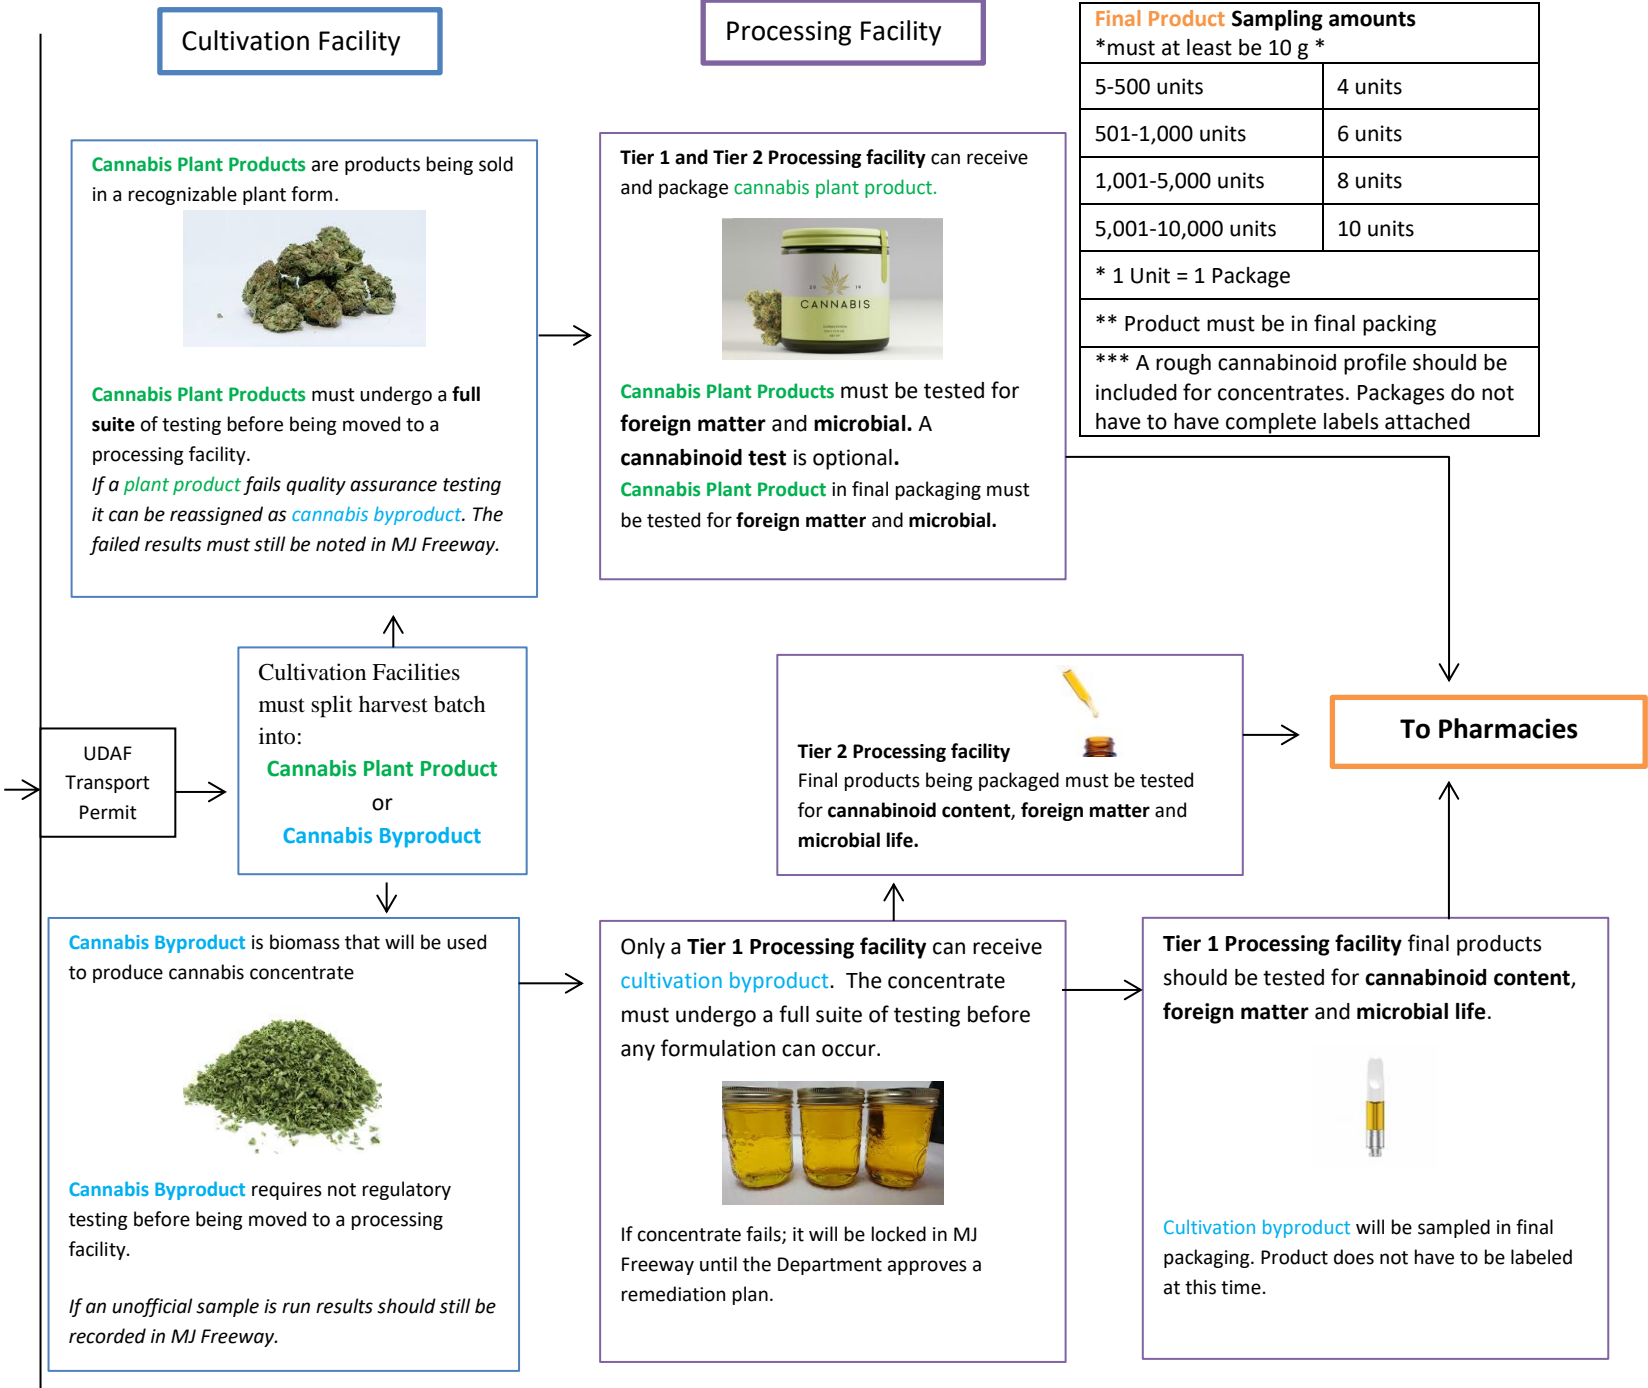 Cultivation Facility
Processing Facility
Final Product Sampling amounts
*must at least be 10 g *
5-500 units
4 units
501-1,000 units
6 units
1,001-5,000 units
8 units
5,001-10,000 units
10 units
* 1 Unit = 1 Package
** Product must be in final packing
*** A rough cannabinoid profile should be
included for concentrates. Packages do not
have to have complete labels attached
Cannabis Plant Products are products being sold
in a recognizable plant form.
Cannabis Plant Products must undergo a full
suite of testing before being moved to a
processing facility.
If a plant product fails quality assurance testing
it can be reassigned as cannabis byproduct. The
failed results must still be noted in MJ Freeway.
Tier 1 and Tier 2 Processing facility can receive
and package cannabis plant product.
20 19
CANNABIS
Cannabis Plant Products must be tested for
foreign matter and microbial. A
cannabinoid test is optional.
Cannabis Plant Product in final packaging must
be tested for foreign matter and microbial.
UDAF
Transport
Permit
Cultivation Facilities
must split harvest batch
into:
Cannabis Plant Product
or
Cannabis Byproduct
Tier 2 Processing facility
Final products being packaged must be tested
for cannabinoid content, foreign matter and
microbial life.
To Pharmacies
Cannabis Byproduct is biomass that will be used
to produce cannabis concentrate
Cannabis Byproduct requires not regulatory
testing before being moved to a processing
facility.
If an unofficial sample is run results should still be
recorded in MJ Freeway.
Only a Tier 1 Processing facility can receive
cultivation byproduct. The concentrate
must undergo a full suite of testing before
any formulation can occur.
If concentrate fails; it will be locked in MJ
Freeway until the Department approves a
remediation plan.
Tier 1 Processing facility final products
should be tested for cannabinoid content,
foreign matter and microbial life.
Cultivation byproduct will be sampled in final
packaging. Product does not have to be labeled
at this time.